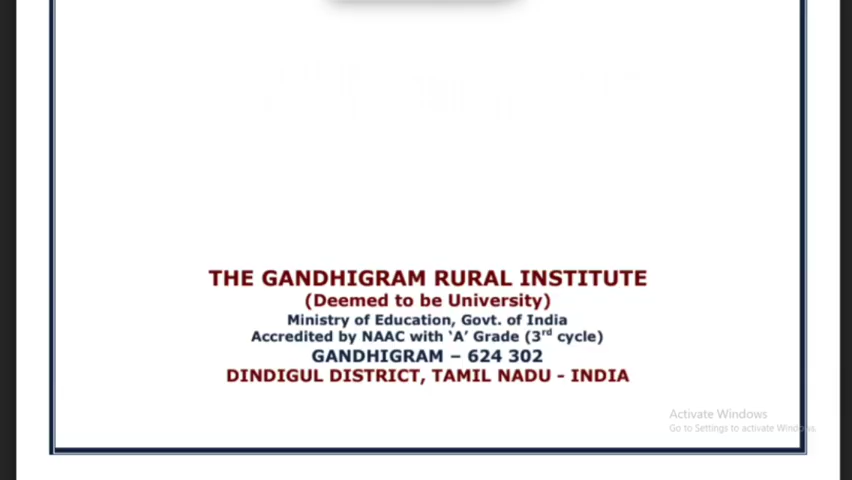 THE GANDHIGRAM RURAL INSTITUTE
(Deemed to be University)
Ministry of Education, Govt. of India
Accredited by NAAC with ‘A’ Grade (3rd cycle)
GANDHIGRAM – 624 302
DINDIGUL DISTRICT, TAMIL NADU - INDIA
Activate Windows
Go to Settings to activate Windows.